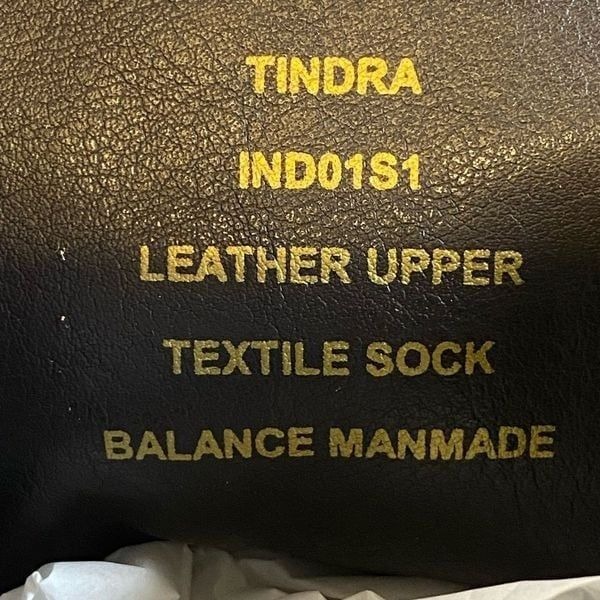 TINDRA
IND01S1
LEATHER UPPER
TEXTILE SOCK
BALANCE MANMADE